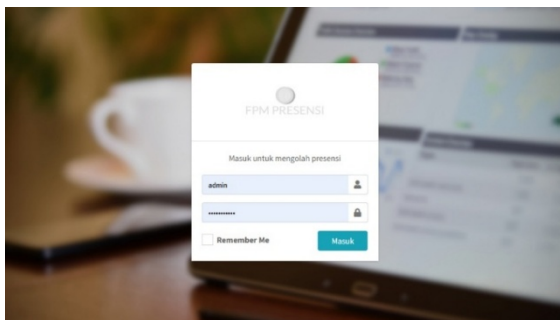 FPM PRESENSI
Masuk untuk mengolah presensi
admin
•••••••••••
Remember Me
Masuk